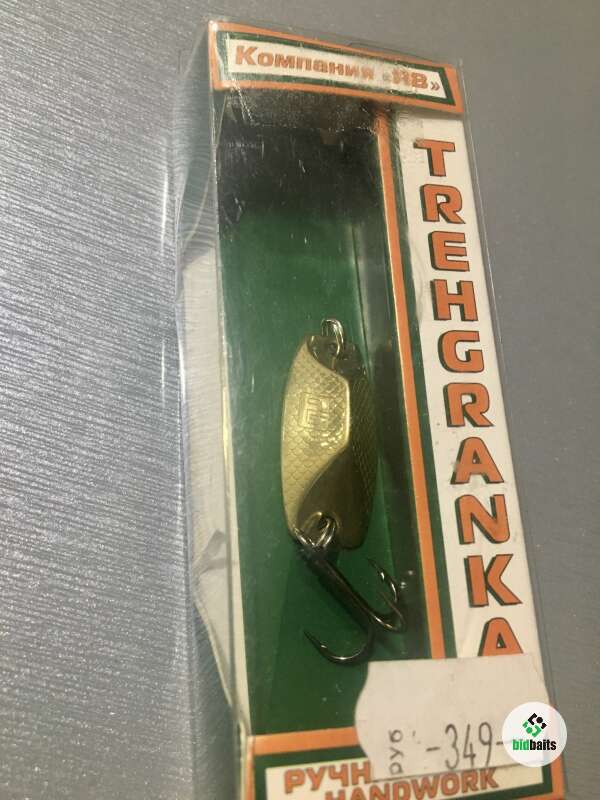 Компания «RB»
TREHGRANKA
руб -349-
РУЧН
HANDWORK
bidbaits